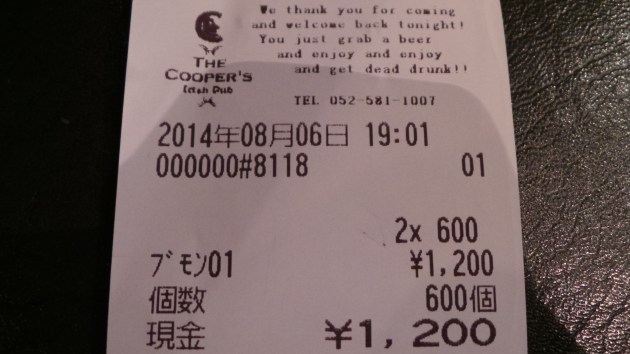 We thank you for coming
and welcome back tonight!
You just grab a beer
and enjoy and enjoy
and get dead drunk!!
THE
COOPER'S
Irish Pub
TEL 052-581-1007
2014年08月06日 19:01
000000#8118 01
2x 600
ブモン01 ¥1,200
個数 600個
現金 ¥1,200